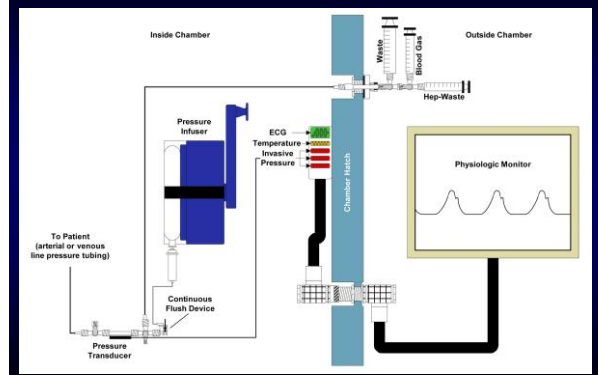 Inside Chamber
Outside Chamber
Waste
Blood Gas
Hep-Waste
Pressure
Infuser
ECG
Temperature
Invasive
Pressure
Chamber Hatch
Physiologic Monitor
To Patient
(arterial or venous
line pressure tubing)
Continuous
Flush Device
Pressure
Transducer